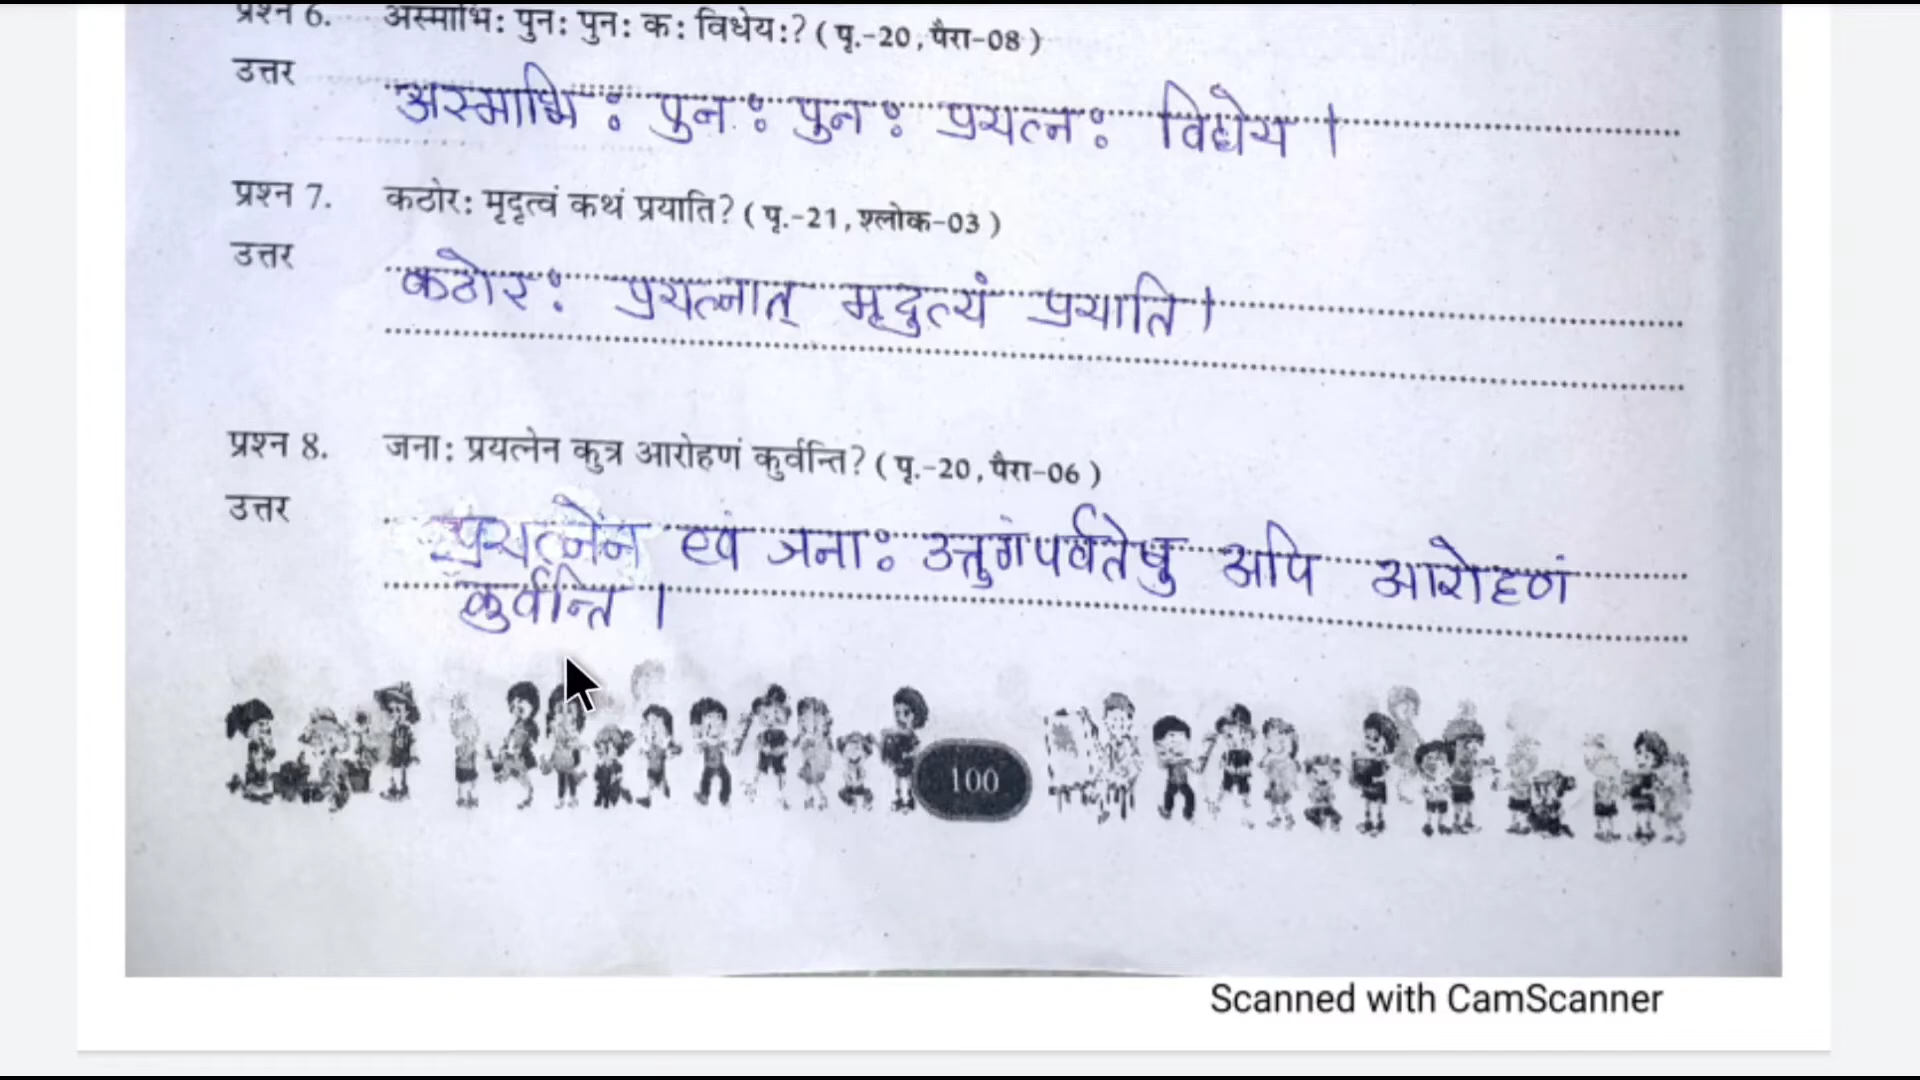 प्रश्न 6. अस्माभि: पुन: पुन: क: विधेय:? ( पृ.-20, पैरा-08 )
उत्तर
अस्माभि : पुन : पुन : प्रयत्न : विधेय ।
प्रश्न 7. कठोर: मृदृत्वं कथं प्रयाति? ( पृ.-21, श्लोक-03 )
उत्तर
कठोर : प्रयत्नात् मृदुत्यं प्रयाति ।
प्रश्न 8. जना: प्रयत्नेन कुत्र आरोहणं कुर्वन्ति? ( पृ.-20, पैरा-06 )
उत्तर
प्रयत्नेन एवं जना : उत्तुगंपर्वतेषु अपि आरोहणं
कुर्वन्ति ।
100
Scanned with CamScanner